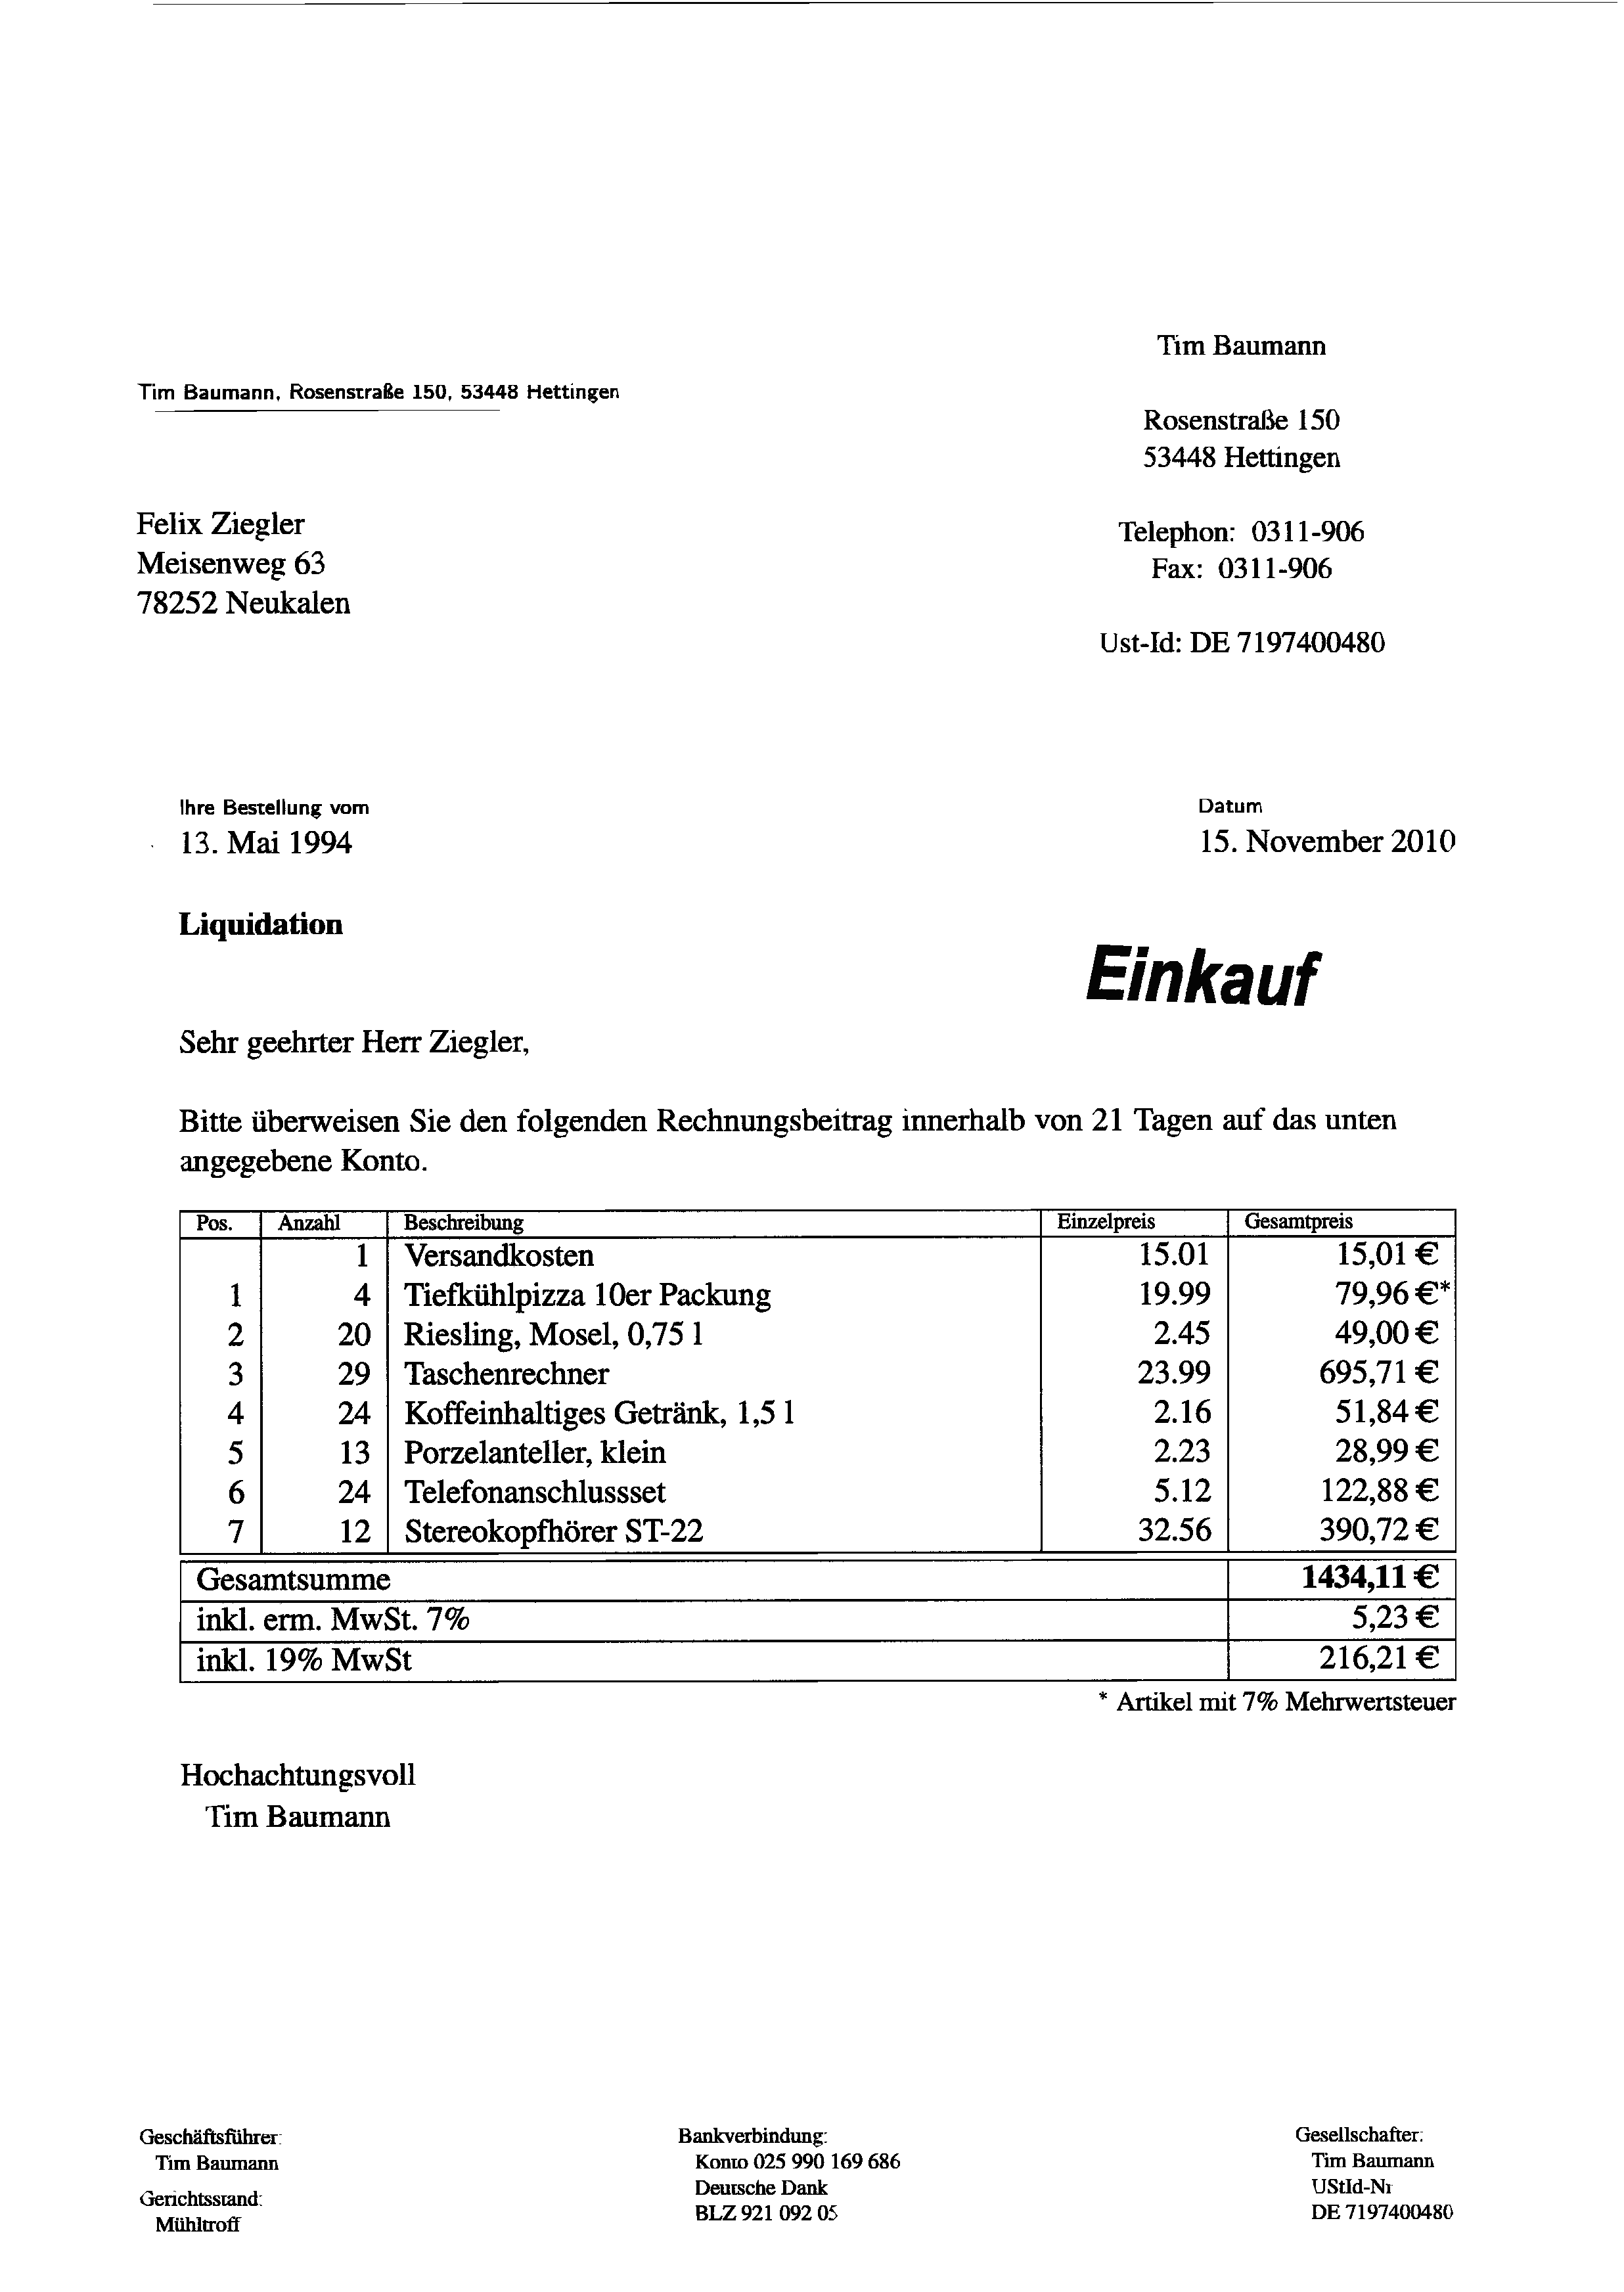 Tim Baumann
Tim Baumann, Rosenstraße 150, 53448 Hettingen
Rosenstraße 150
53448 Hettingen
Felix Ziegler
Meisenweg 63
78252 Neukalen
Telephon: 0311-906
Fax: 0311-906
Ust-Id: DE 7197400480
Ihre Bestellung vom
13. Mai 1994
Datum
15. November 2010
Liquidation
Einkauf
Sehr geehrter Herr Ziegler,
Bitte überweisen Sie den folgenden Rechnungsbeitrag innerhalb von 21 Tagen auf das unten
angegebene Konto.
Pos. Anzahl Beschreibung Einzelpreis Gesamtpreis
1 Versandkosten 15.01 15,01 €
1 4 Tiefkühlpizza 10er Packung 19.99 79,96 €*
2 20 Riesling, Mosel, 0,75 l 2.45 49,00 €
3 29 Taschenrechner 23.99 695,71 €
4 24 Koffeinhaltiges Getränk, 1,5 l 2.16 51,84 €
5 13 Porzelanteller, klein 2.23 28,99 €
6 24 Telefonanschlussset 5.12 122,88 €
7 12 Stereokopfhörer ST-22 32.56 390,72 €
Gesamtsumme 1434,11 €
inkl. erm. MwSt. 7% 5,23 €
inkl. 19% MwSt 216,21 €
* Artikel mit 7% Mehrwertsteuer
Hochachtungsvoll
Tim Baumann
Geschäftsführer:
Tim Baumann
Gerichtsstand:
Mühltroff
Bankverbindung:
Konto 025 990 169 686
Deutsche Dank
BLZ 921 092 05
Gesellschafter:
Tim Baumann
UStId-Nr
DE 7197400480